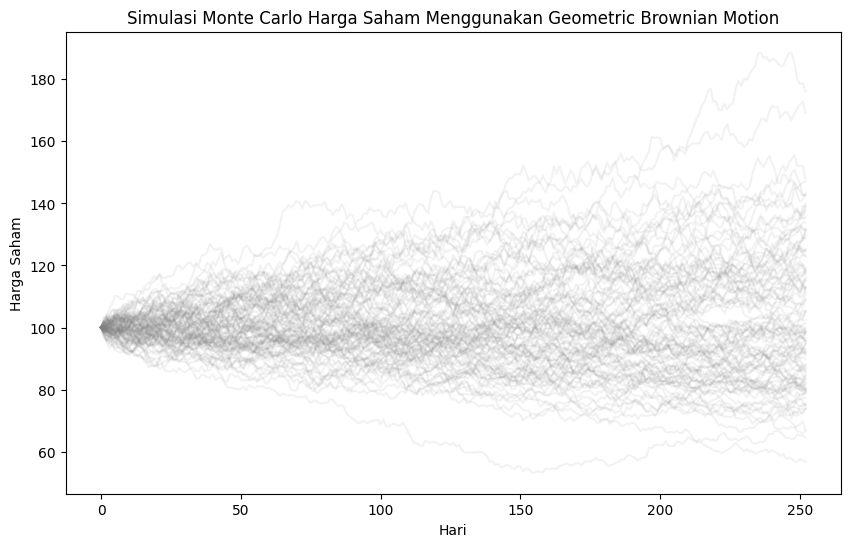 Simulasi Monte Carlo Harga Saham Menggunakan Geometric Brownian Motion
180
160
140
120
100
80
60
Harga Saham
0 50 100 150 200 250
Hari